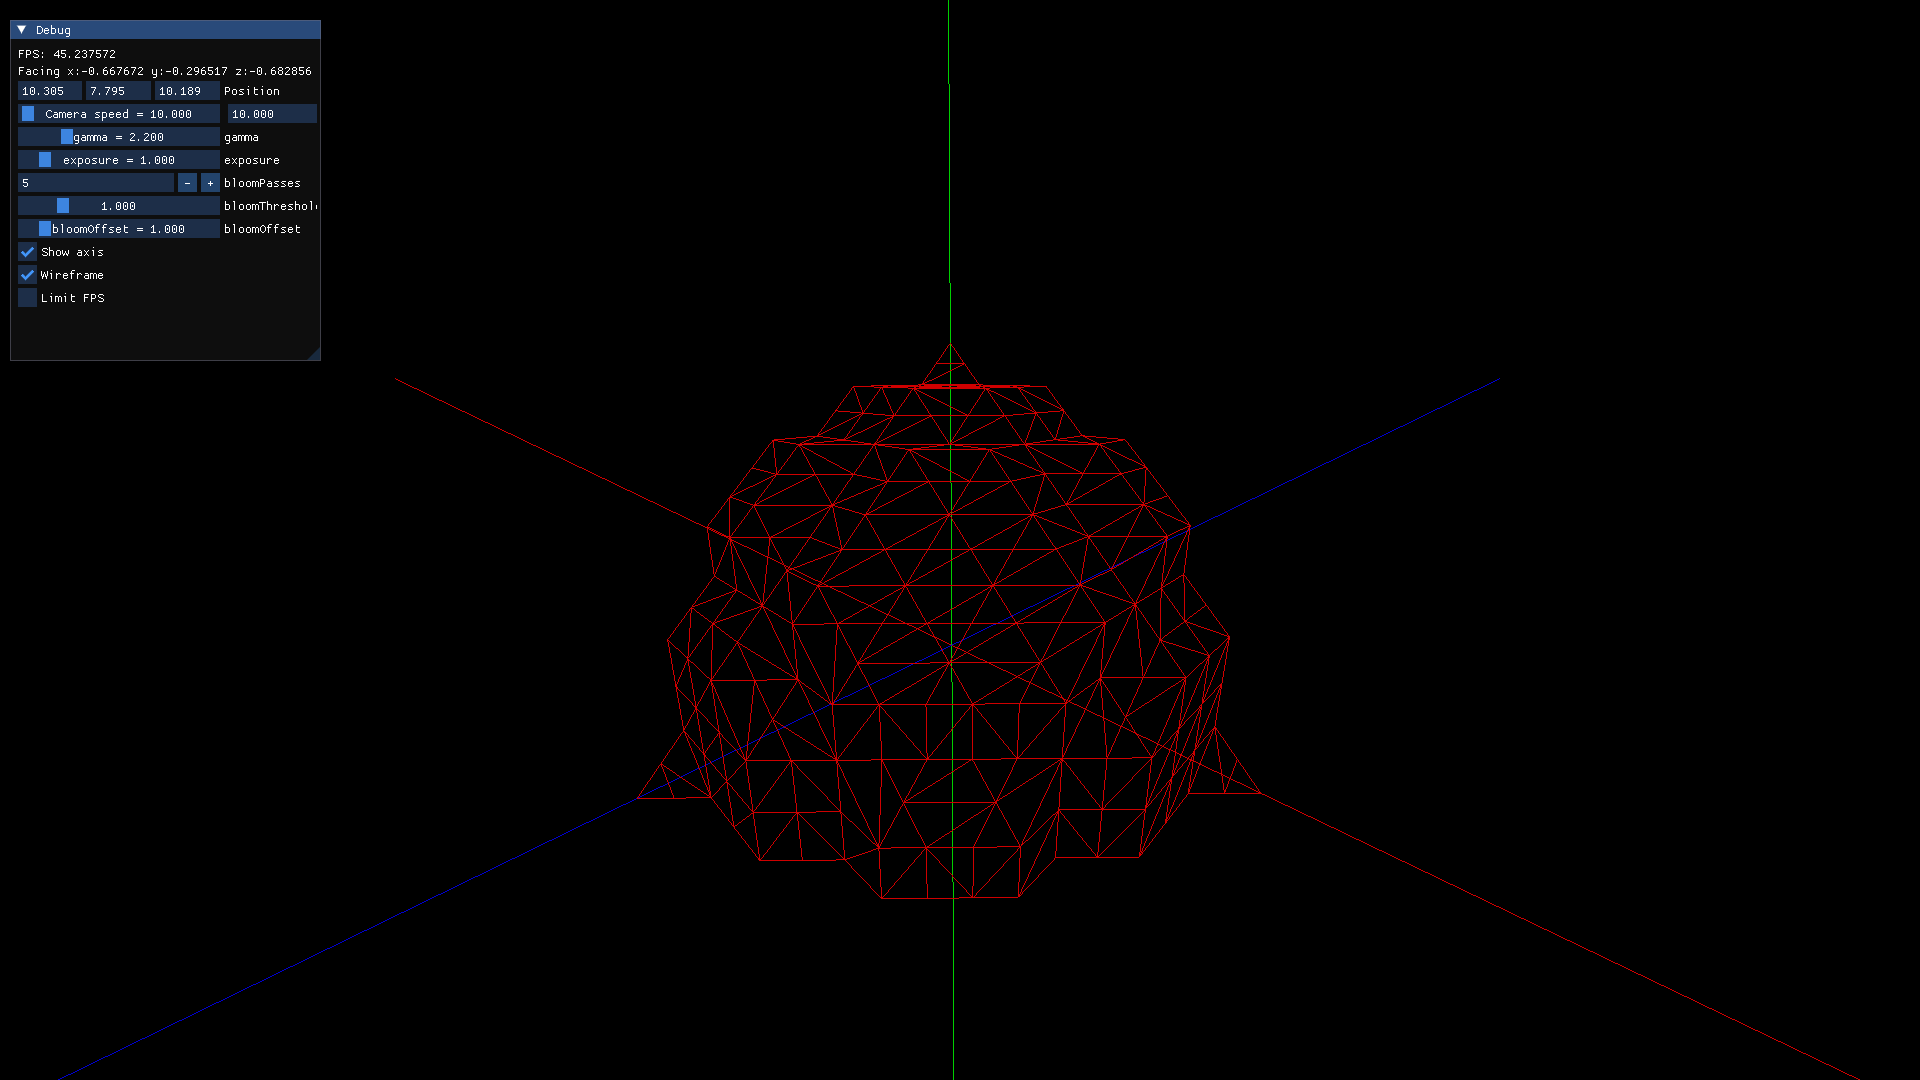 Debug
FPS: 45.237572
Facing x:-0.667672 y:-0.296517 z:-0.682856
10.305 7.795 10.189 Position
Camera speed = 10.000 10.000
gamma = 2.200 gamma
exposure = 1.000 exposure
5 - + bloomPasses
1.000 bloomThreshol
bloomOffset = 1.000 bloomOffset
Show axis
Wireframe
Limit FPS